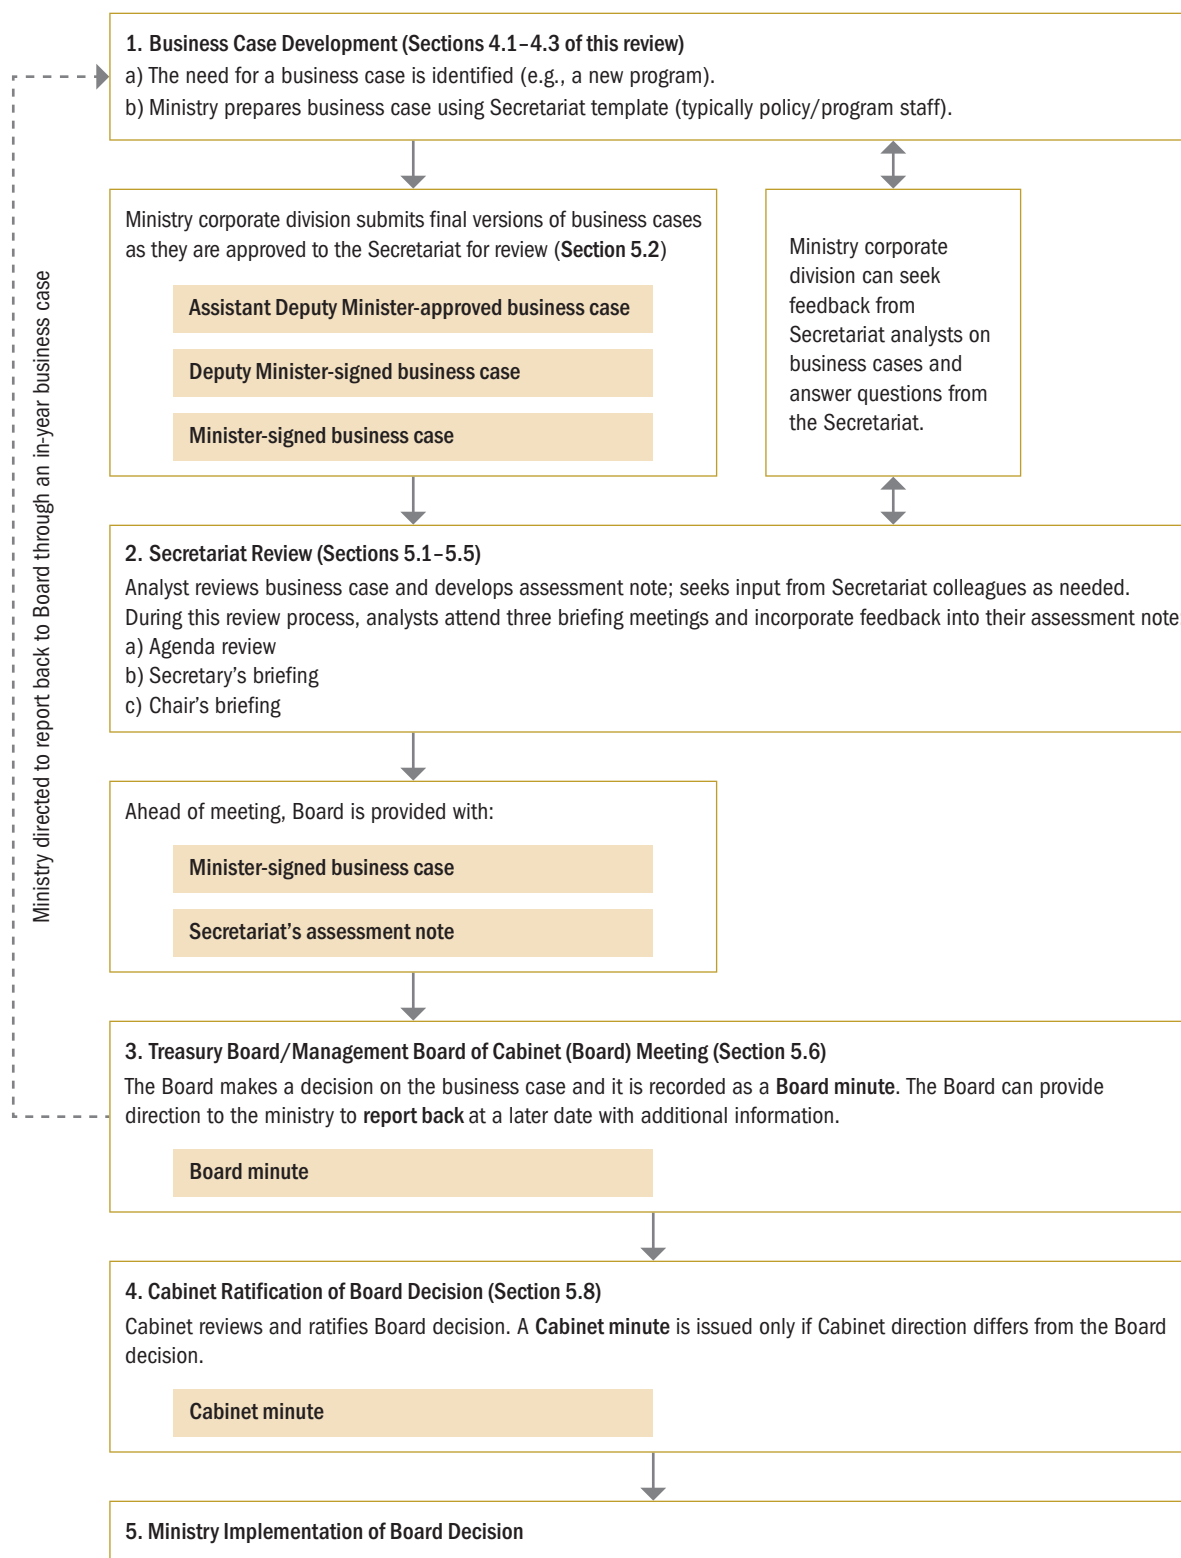 1. Business Case Development (Sections 4.1–4.3 of this review)
a) The need for a business case is identified (e.g., a new program).
b) Ministry prepares business case using Secretariat template (typically policy/program staff).
Ministry corporate division submits final versions of business cases
as they are approved to the Secretariat for review (Section 5.2)
Assistant Deputy Minister-approved business case
Deputy Minister-signed business case
Minister-signed business case
Ministry corporate
division can seek
feedback from
Secretariat analysts on
business cases and
answer questions from
the Secretariat.
Ministry directed to report back to Board through an in-year business case
2. Secretariat Review (Sections 5.1–5.5)
Analyst reviews business case and develops assessment note; seeks input from Secretariat colleagues as needed.
During this review process, analysts attend three briefing meetings and incorporate feedback into their assessment note
a) Agenda review
b) Secretary's briefing
c) Chair's briefing
Ahead of meeting, Board is provided with:
Minister-signed business case
Secretariat's assessment note
3. Treasury Board/Management Board of Cabinet (Board) Meeting (Section 5.6)
The Board makes a decision on the business case and it is recorded as a Board minute. The Board can provide
direction to the ministry to report back at a later date with additional information.
Board minute
4. Cabinet Ratification of Board Decision (Section 5.8)
Cabinet reviews and ratifies Board decision. A Cabinet minute is issued only if Cabinet direction differs from the Board
decision.
Cabinet minute
5. Ministry Implementation of Board Decision